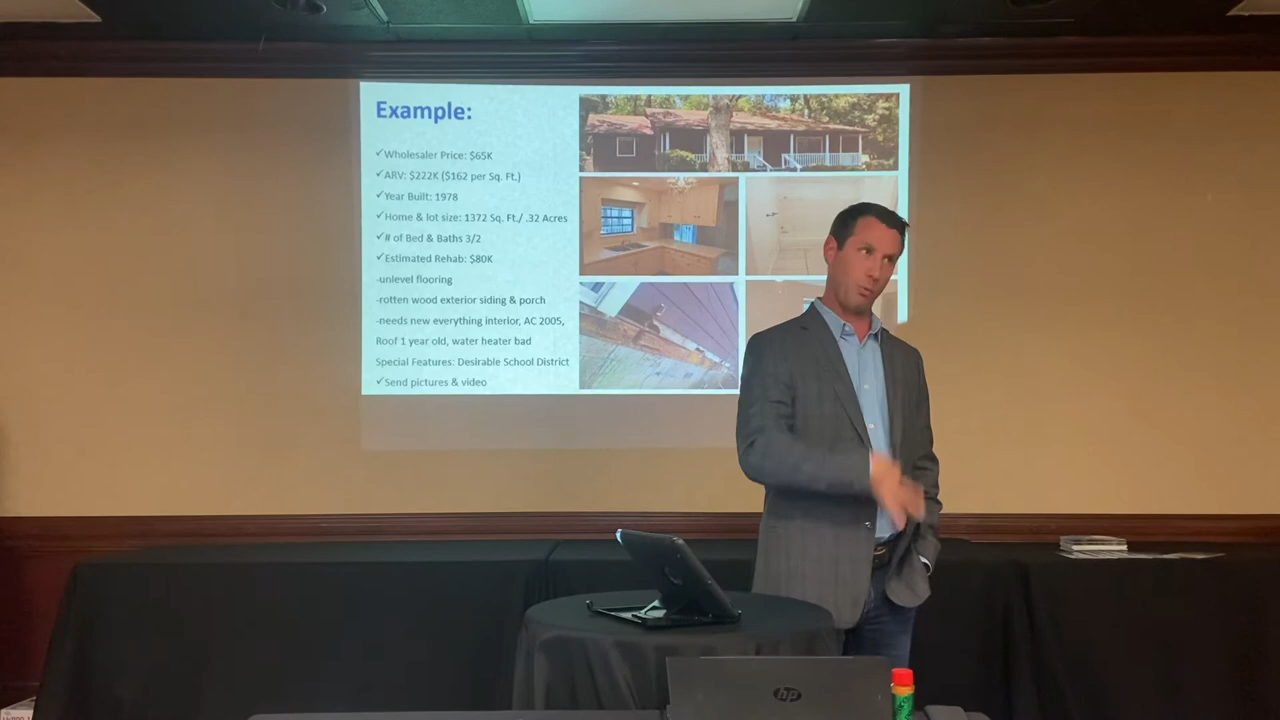 Example:
✓Wholesaler Price: $65K
✓ARV: $222K ($162 per Sq. Ft.)
✓Year Built: 1978
✓Home & lot size: 1372 Sq. Ft./ .32 Acres
✓# of Bed & Baths 3/2
✓Estimated Rehab: $80K
-unlevel flooring
-rotten wood exterior siding & porch
-needs new everything interior, AC 2005,
Roof 1 year old, water heater bad
Special Features: Desirable School District
✓Send pictures & video
hp